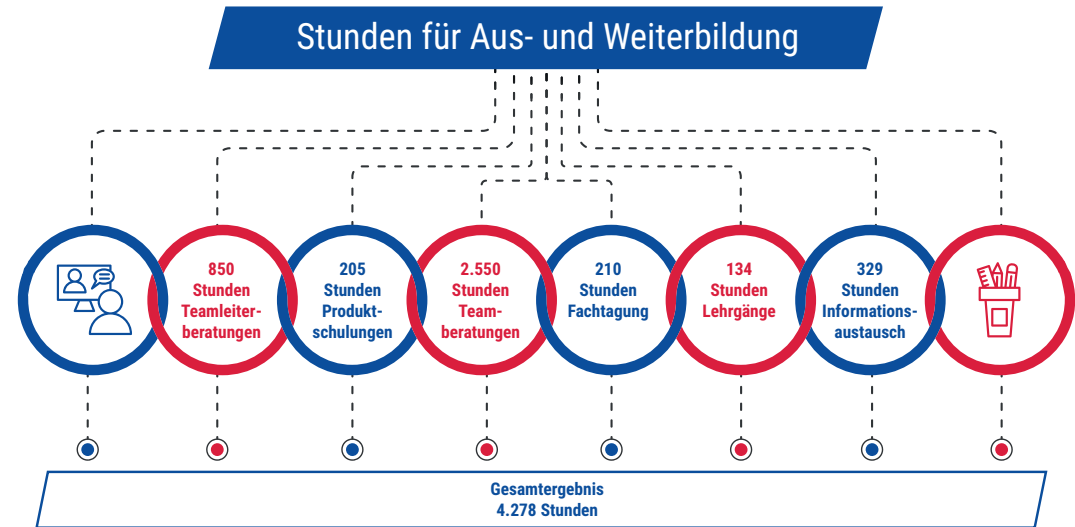 Stunden für Aus- und Weiterbildung
850
Stunden
Teamleiter-
beratungen
205
Stunden
Produkt-
schulungen
2.550
Stunden
Team-
beratungen
210
Stunden
Fachtagung
134
Stunden
Lehrgänge
329
Stunden
Informations-
austausch
Gesamtergebnis
4.278 Stunden